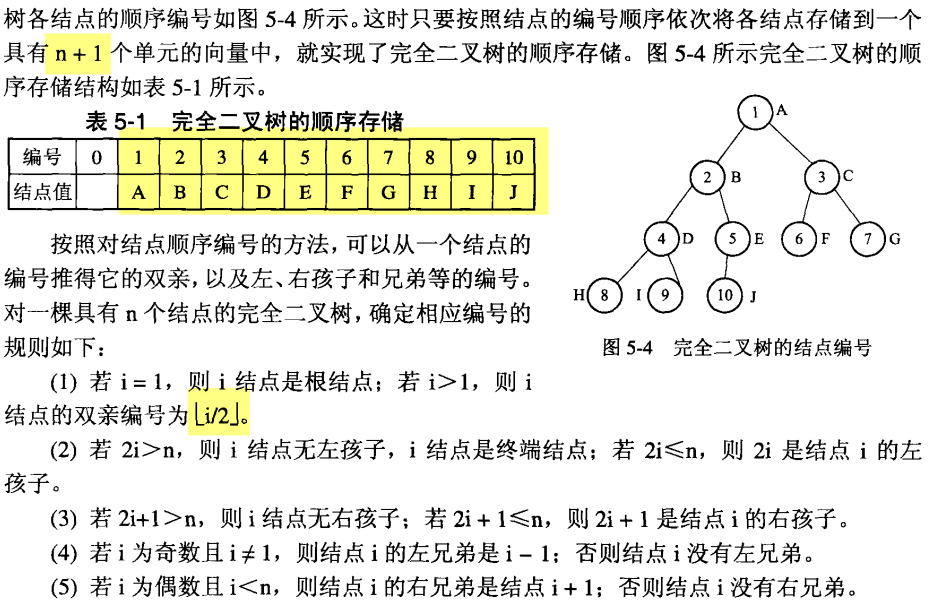 树各结点的顺序编号如图 5-4 所示。这时只要按照结点的编号顺序依次将各结点存储到一个
具有 n + 1 个单元的向量中，就实现了完全二叉树的顺序存储。图 5-4 所示完全二叉树的顺
序存储结构如表 5-1 所示。
表 5-1 完全二叉树的顺序存储
编号 0 1 2 3 4 5 6 7 8 9 10
结点值 A B C D E F G H I J
按照对结点顺序编号的方法，可以从一个结点的
编号推得它的双亲，以及左、右孩子和兄弟等的编号。
对一棵具有 n 个结点的完全二叉树，确定相应编号的
规则如下：
(1) 若 i = 1，则 i 结点是根结点；若 i>1，则 i
结点的双亲编号为⌊i/2⌋。
1 A
2 B 3 C
4 D 5 E 6 F 7 G
H 8 I 9 10 J
图 5-4 完全二叉树的结点编号
(2) 若 2i>n，则 i 结点无左孩子，i 结点是终端结点；若 2i≤n，则 2i 是结点 i 的左
孩子。
(3) 若 2i+1>n，则 i 结点无右孩子；若 2i + 1≤n，则 2i + 1 是结点 i 的右孩子。
(4) 若 i 为奇数且 i ≠ 1，则结点 i 的左兄弟是 i − 1；否则结点 i 没有左兄弟。
(5) 若 i 为偶数且 i<n，则结点 i 的右兄弟是结点 i + 1；否则结点 i 没有右兄弟。